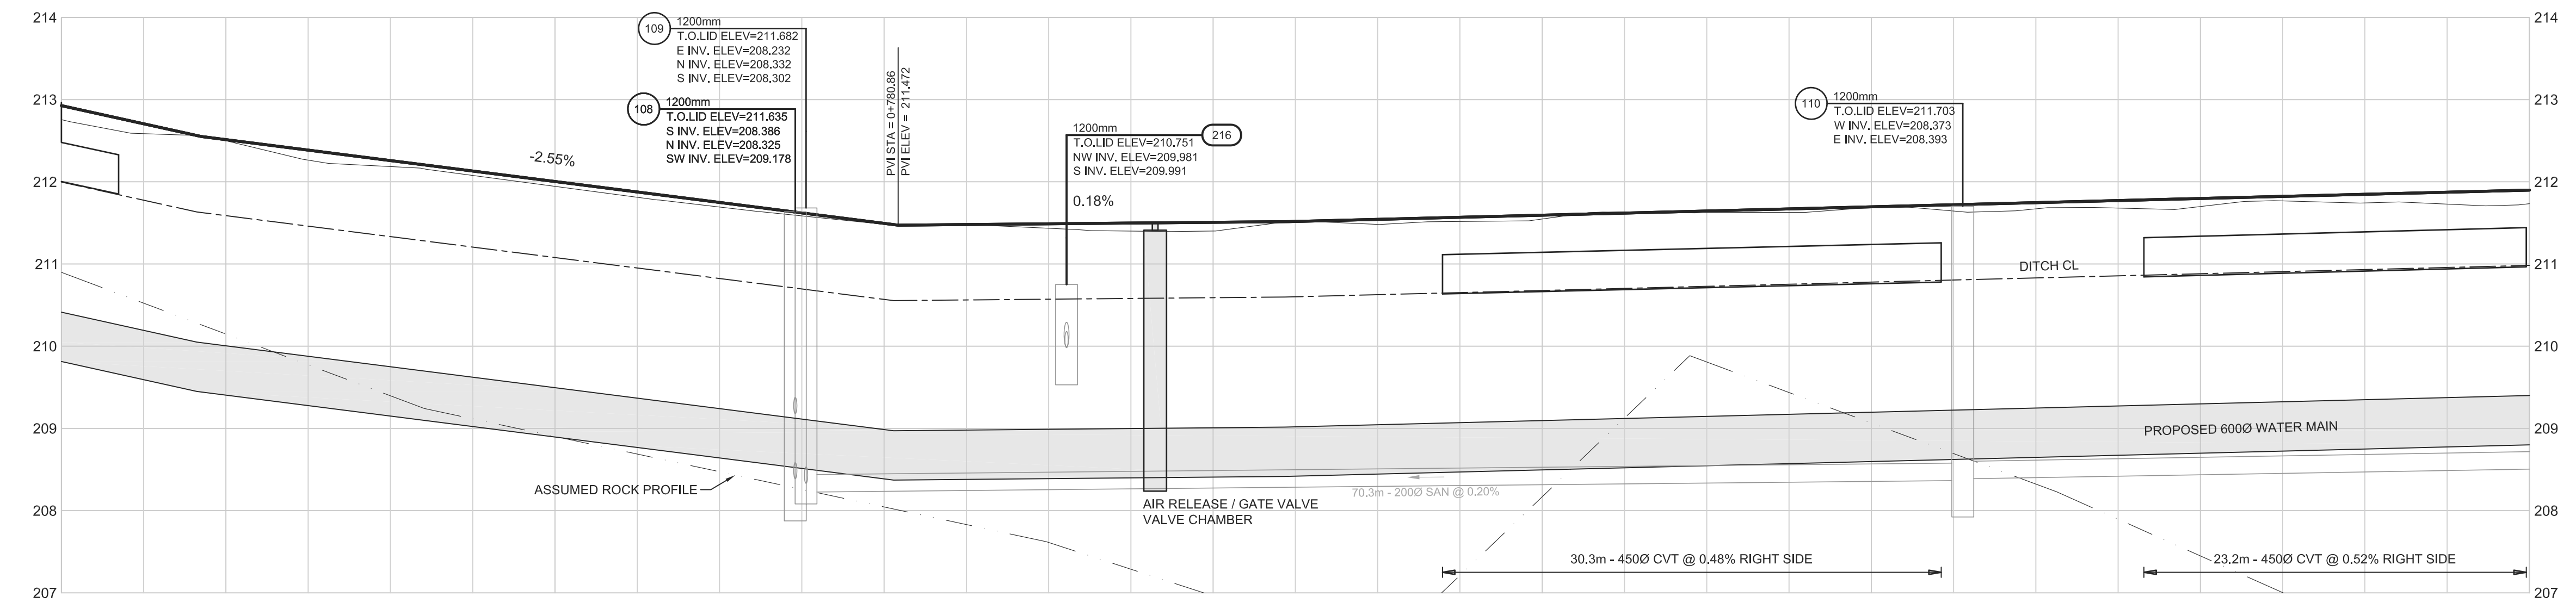 214
213
212
211
210
209
208
207
109
1200mm
T.O.LID ELEV=211.682
E INV. ELEV=208.232
N INV. ELEV=208.332
S INV. ELEV=208.302
108
1200mm
T.O.LID ELEV=211.635
S INV. ELEV=208.386
N INV. ELEV=208.325
SW INV. ELEV=209.178
-2.55%
PVI STA = 0+780.86
PVI ELEV = 211.472
1200mm
216
T.O.LID ELEV=210.751
NW INV. ELEV=209.981
S INV. ELEV=209.991
0.18%
110
1200mm
T.O.LID ELEV=211.703
W INV. ELEV=208.373
E INV. ELEV=208.393
DITCH CL
PROPOSED 600Ø WATER MAIN
ASSUMED ROCK PROFILE
AIR RELEASE / GATE VALVE
VALVE CHAMBER
70.3m - 200Ø SAN @ 0.20%
30.3m - 450Ø CVT @ 0.48% RIGHT SIDE
23.2m - 450Ø CVT @ 0.52% RIGHT SIDE
214
213
212
211
210
209
208
207